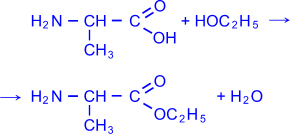 H₂N – CH – C = O + HOC₂H₅ →
OH
CH₃
→ H₂N – CH – C = O + H₂O
OC₂H₅
CH₃